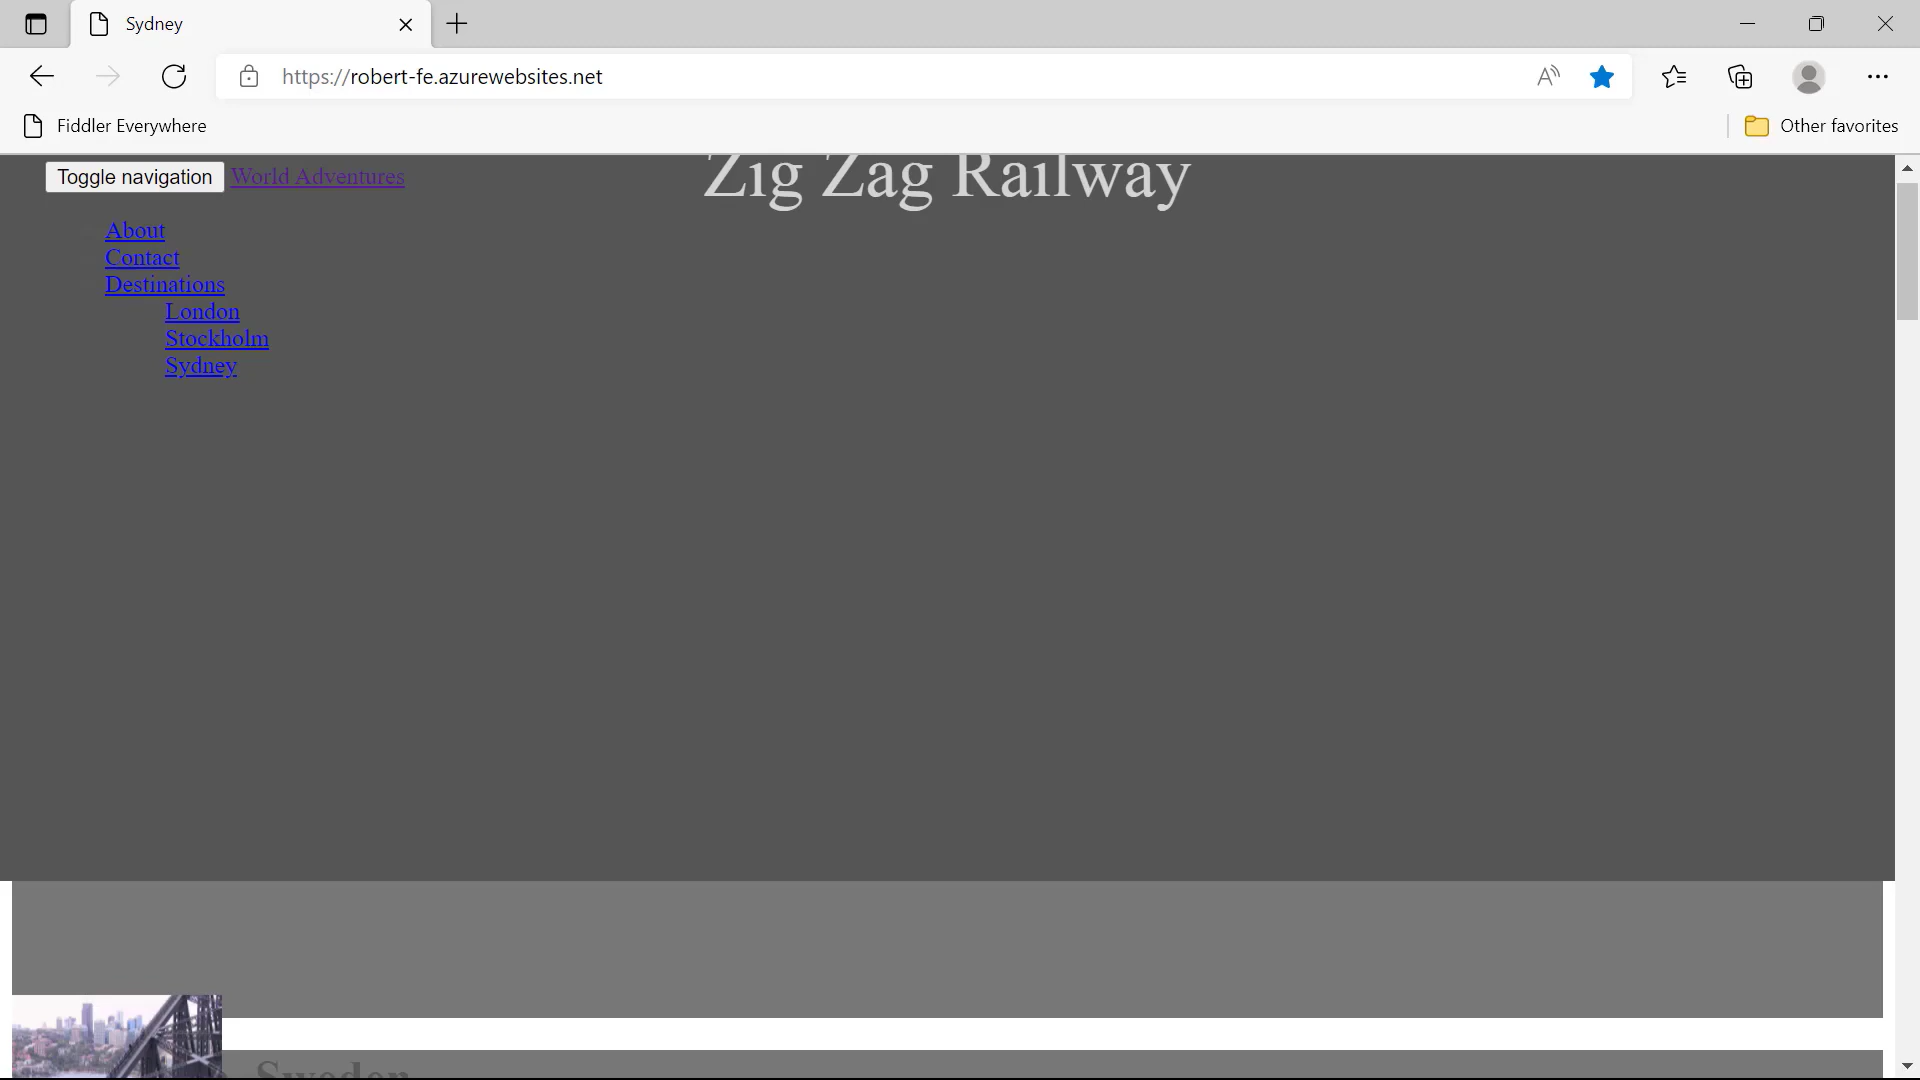 Sydney
https://robert-fe.azurewebsites.net
Fiddler Everywhere
Other favorites
Toggle navigation World Adventures
Zig Zag Railway
About
Contact
Destinations
London
Stockholm
Sydney
Sweden